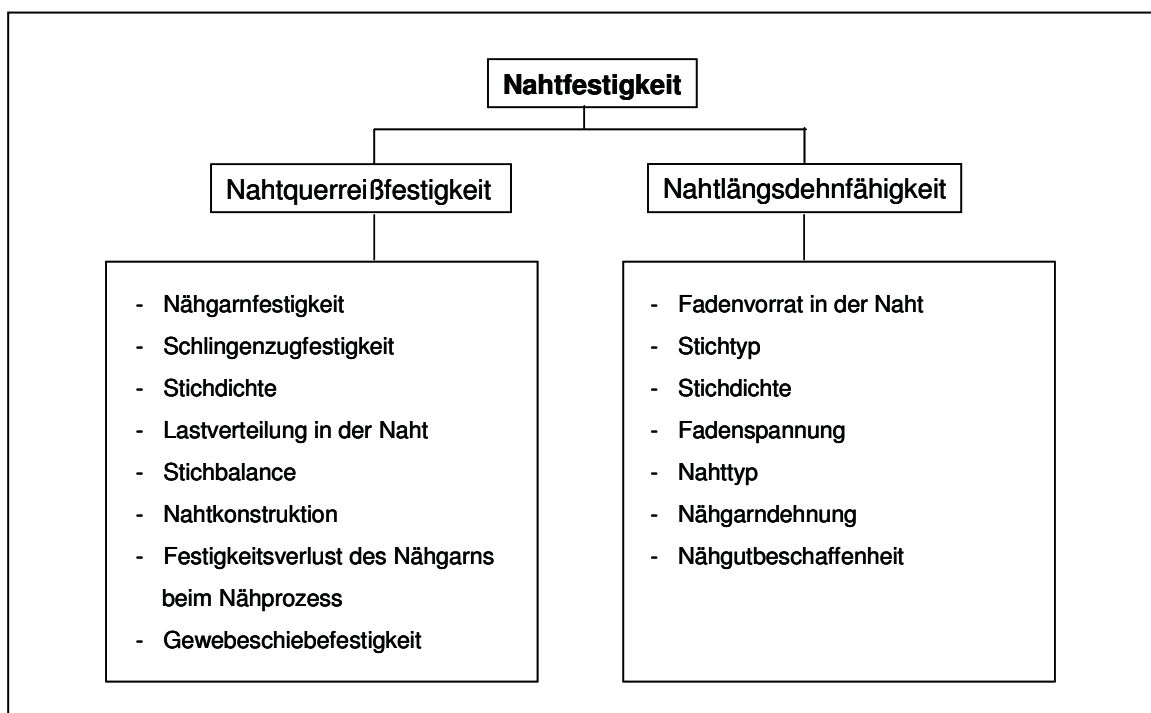 Nahtfestigkeit
Nahtquerreißfestigkeit
Nahtlängsdehnfähigkeit
- Nähgarnfestigkeit
- Schlingenzugfestigkeit
- Stichdichte
- Lastverteilung in der Naht
- Stichbalance
- Nahtkonstruktion
- Festigkeitsverlust des Nähgarns
beim Nähprozess
- Gewebeschiebefestigkeit
- Fadenvorrat in der Naht
- Stichtyp
- Stichdichte
- Fadenspannung
- Nahttyp
- Nähgarndehnung
- Nähgutbeschaffenheit